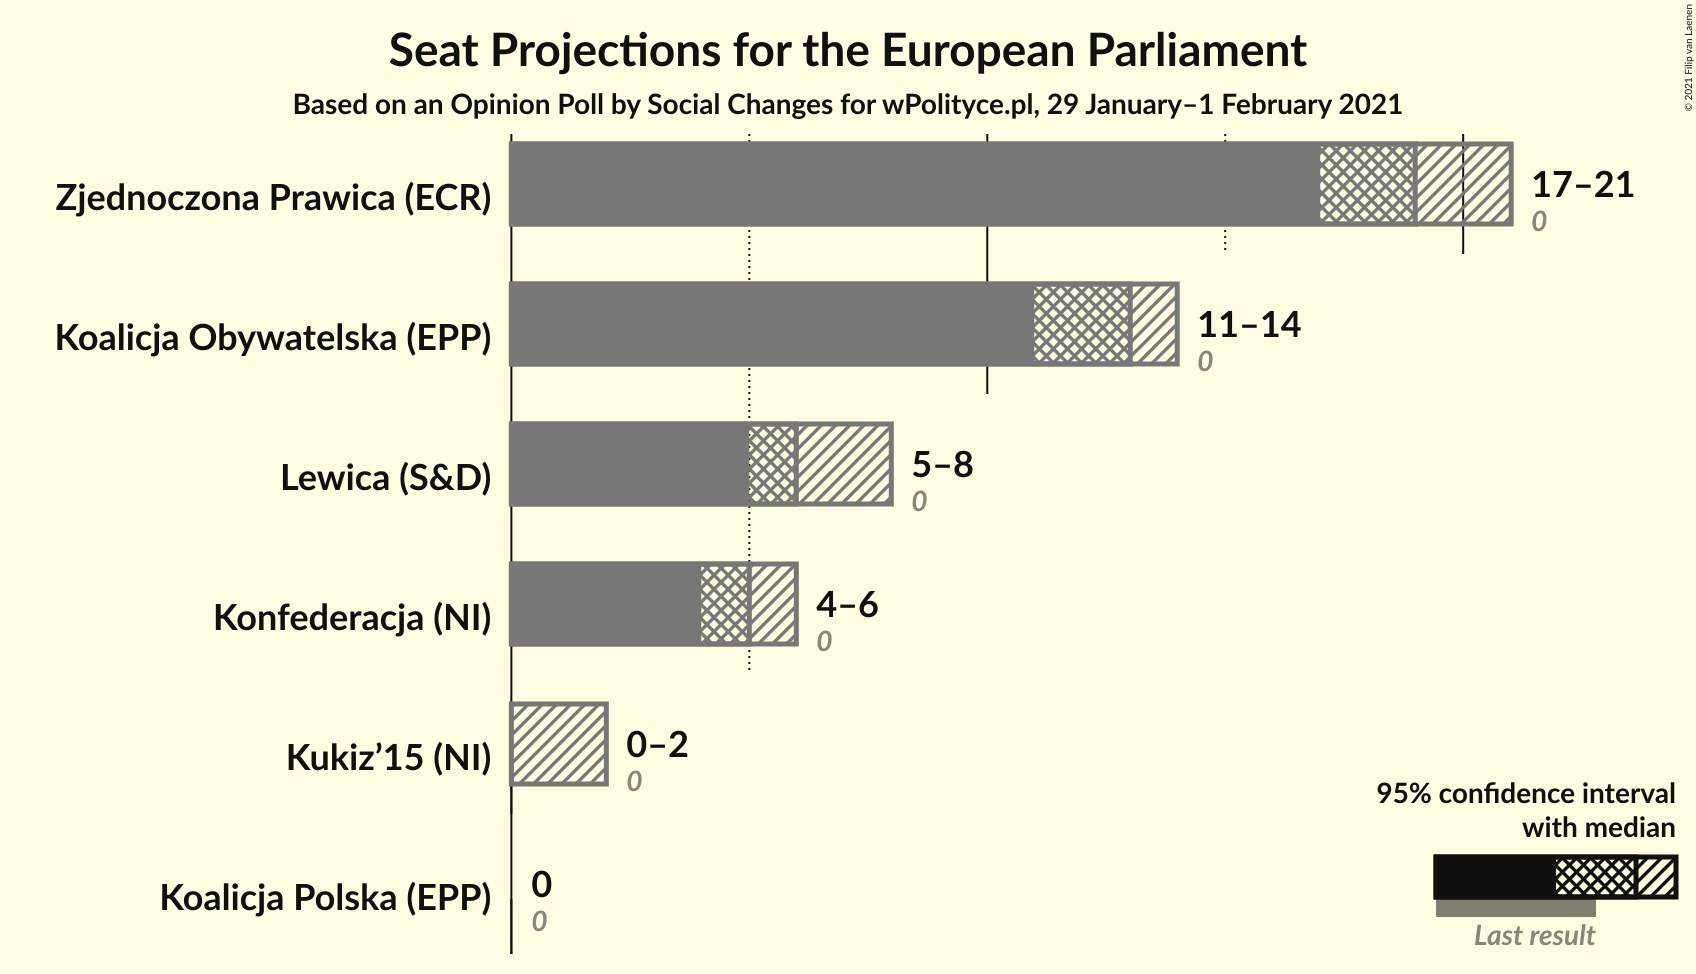 Seat Projections for the European Parliament
Based on an Opinion Poll by Social Changes for wPolityce.pl, 29 January–1 February 2021
© 2021 Filip van Laenen
Zjednoczona Prawica (ECR)
17–21
0
Koalicja Obywatelska (EPP)
11–14
0
Lewica (S&D)
5–8
0
Konfederacja (NI)
4–6
0
Kukiz’15 (NI)
0–2
0
Koalicja Polska (EPP)
0
0
95% confidence interval
with median
Last result